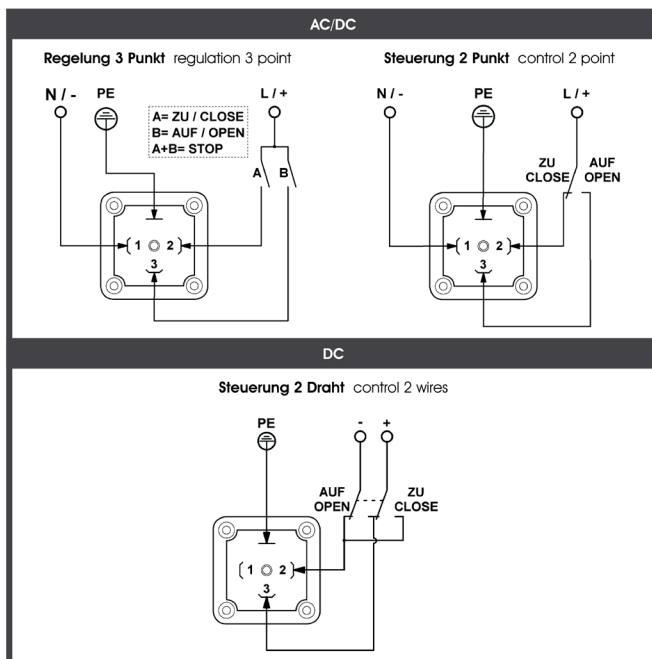 AC/DC
Regelung 3 Punkt regulation 3 point
N / -
PE
L / +
A= ZU / CLOSE
B= AUF / OPEN
A+B= STOP
A
B
1
2
3
Steuerung 2 Punkt control 2 point
N / -
PE
L / +
ZU
CLOSE
AUF
OPEN
1
2
3
DC
Steuerung 2 Draht control 2 wires
PE
-
+
AUF
OPEN
ZU
CLOSE
1
2
3